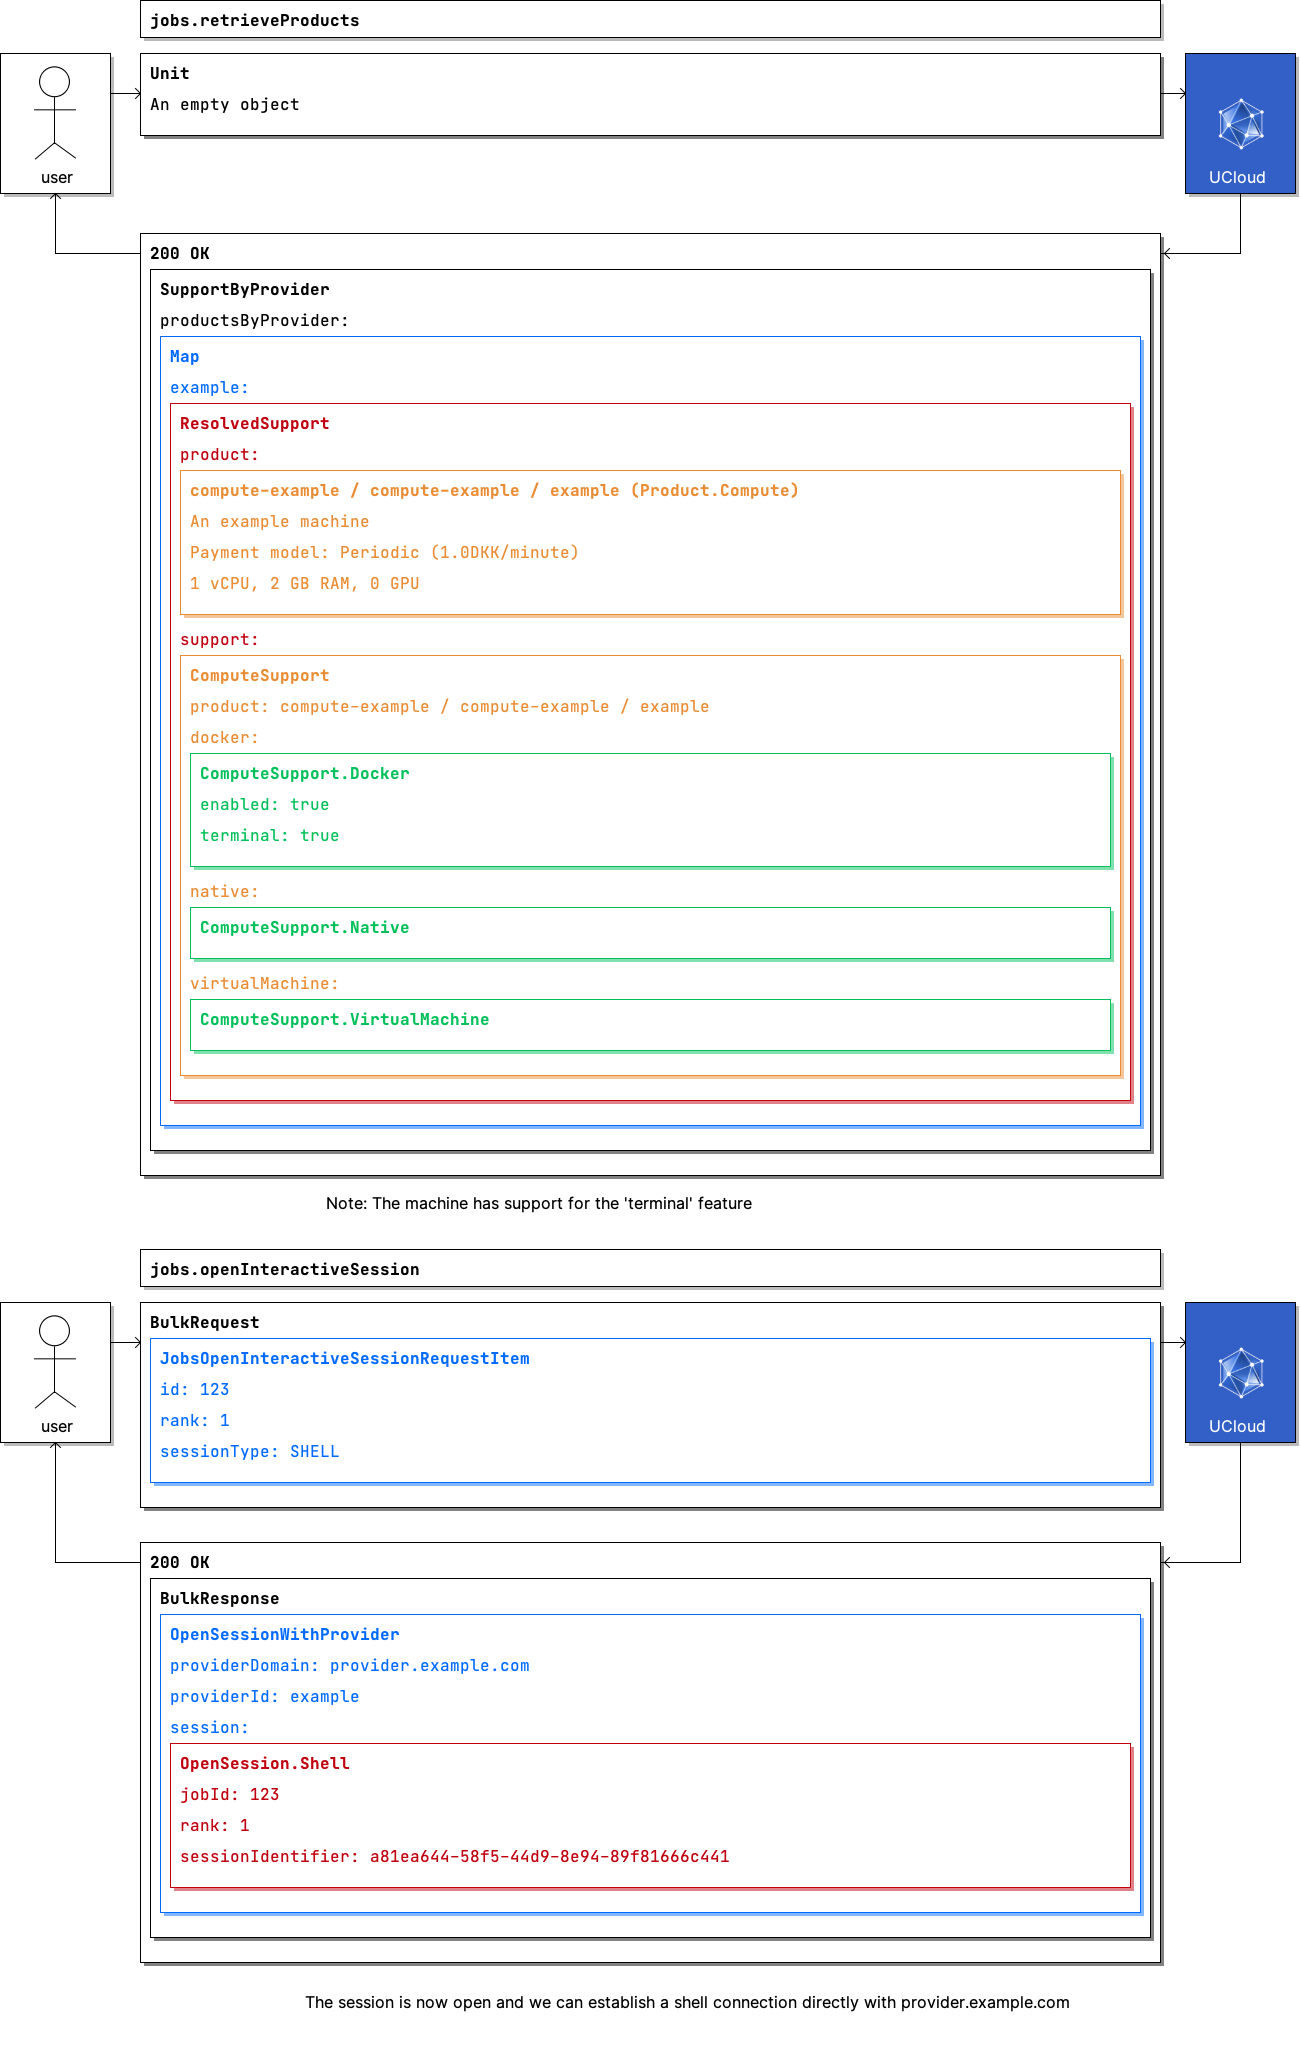 jobs.retrieveProducts
Unit
An empty object
user
UCloud
200 OK
SupportByProvider
productsByProvider:
Map
example:
ResolvedSupport
product:
compute-example / compute-example / example (Product.Compute)
An example machine
Payment model: Periodic (1.0DKK/minute)
1 vCPU, 2 GB RAM, 0 GPU
support:
ComputeSupport
product: compute-example / compute-example / example
docker:
ComputeSupport.Docker
enabled: true
terminal: true
native:
ComputeSupport.Native
virtualMachine:
ComputeSupport.VirtualMachine
Note: The machine has support for the 'terminal' feature
jobs.openInteractiveSession
BulkRequest
JobsOpenInteractiveSessionRequestItem
id: 123
rank: 1
sessionType: SHELL
user
UCloud
200 OK
BulkResponse
OpenSessionWithProvider
providerDomain: provider.example.com
providerId: example
session:
OpenSession.Shell
jobId: 123
rank: 1
sessionIdentifier: a81ea644-58f5-44d9-8e94-89f81666c441
The session is now open and we can establish a shell connection directly with provider.example.com